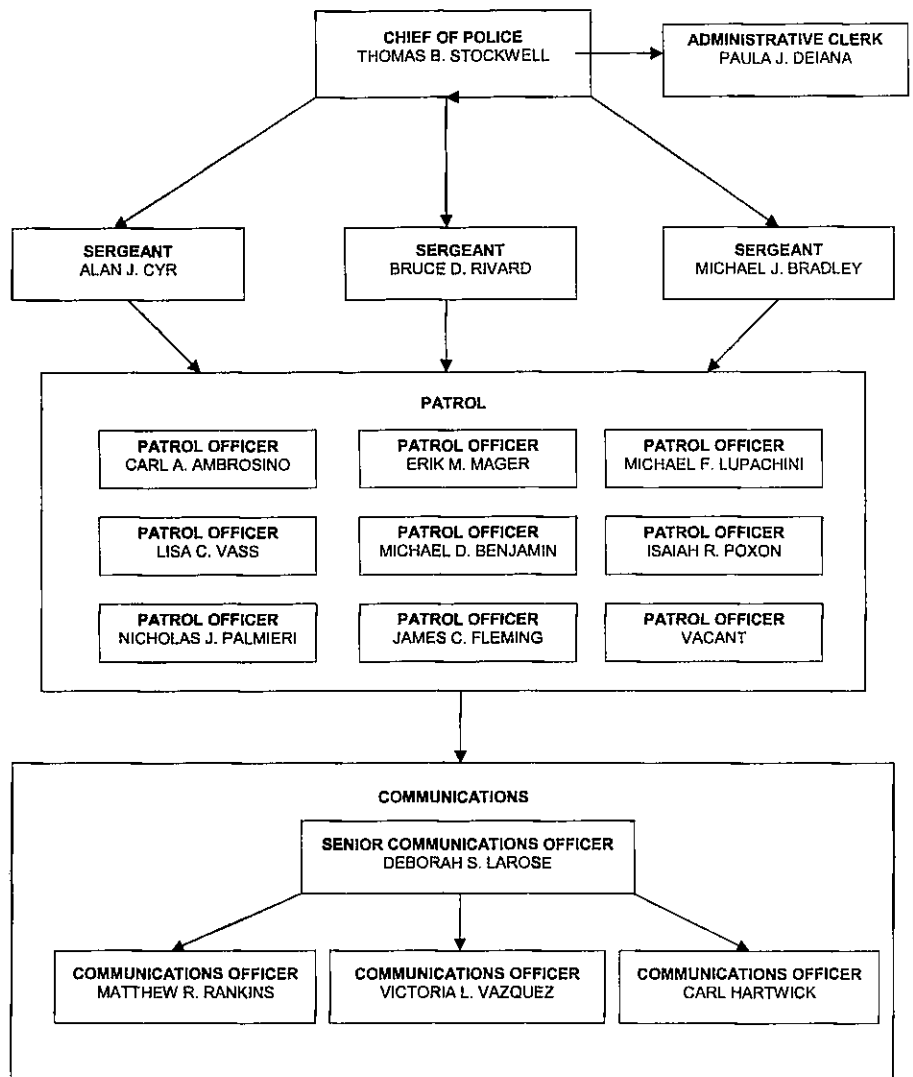 CHIEF OF POLICE
THOMAS B. STOCKWELL
ADMINISTRATIVE CLERK
PAULA J. DEIANA
SERGEANT
ALAN J. CYR
SERGEANT
BRUCE D. RIVARD
SERGEANT
MICHAEL J. BRADLEY
PATROL
PATROL OFFICER
CARL A. AMBROSINO
PATROL OFFICER
ERIK M. MAGER
PATROL OFFICER
MICHAEL F. LUPACHINI
PATROL OFFICER
LISA C. VASS
PATROL OFFICER
MICHAEL D. BENJAMIN
PATROL OFFICER
ISAIAH R. POXON
PATROL OFFICER
NICHOLAS J. PALMIERI
PATROL OFFICER
JAMES C. FLEMING
PATROL OFFICER
VACANT
COMMUNICATIONS
SENIOR COMMUNICATIONS OFFICER
DEBORAH S. LAROSE
COMMUNICATIONS OFFICER
MATTHEW R. RANKINS
COMMUNICATIONS OFFICER
VICTORIA L. VAZQUEZ
COMMUNICATIONS OFFICER
CARL HARTWICK